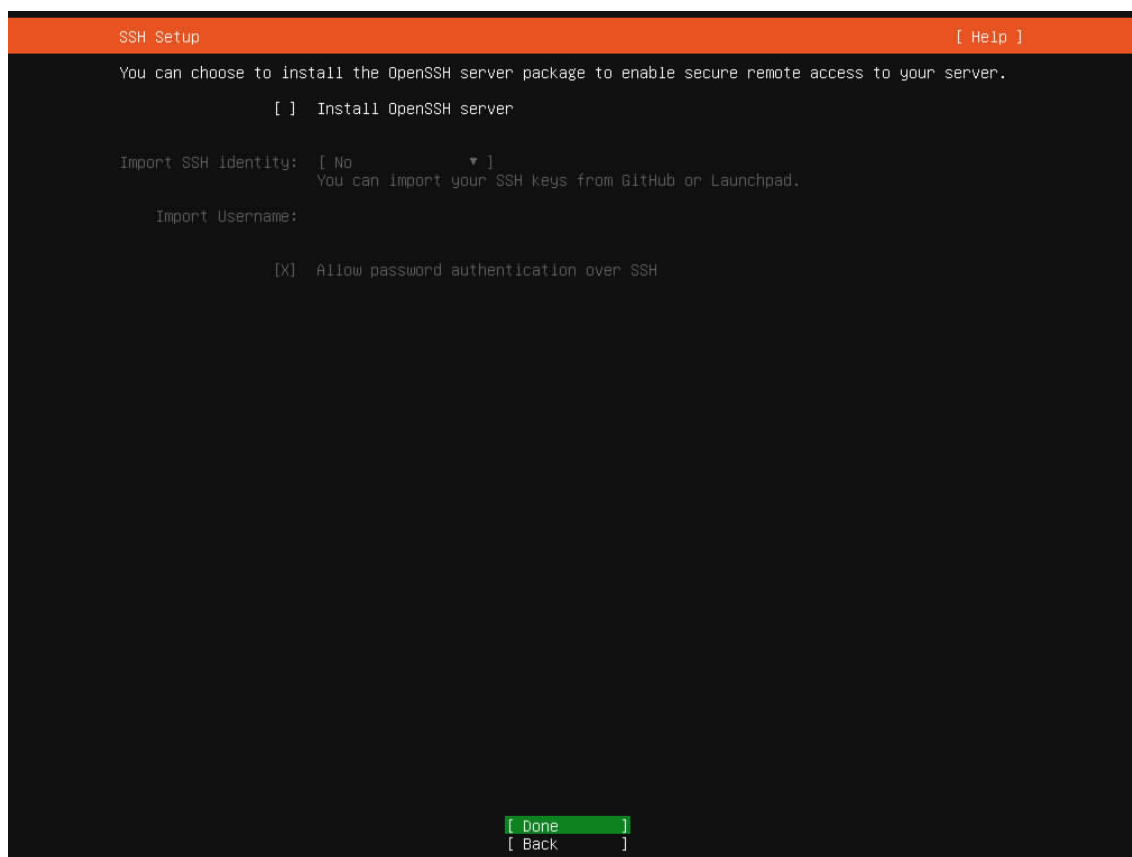 SSH Setup [ Help ]
You can choose to install the OpenSSH server package to enable secure remote access to your server.
[ ] Install OpenSSH server
Import SSH identity: [ No ▾ ]
You can import your SSH keys from GitHub or Launchpad.
Import Username:
[X] Allow password authentication over SSH
[ Done ]
[ Back ]